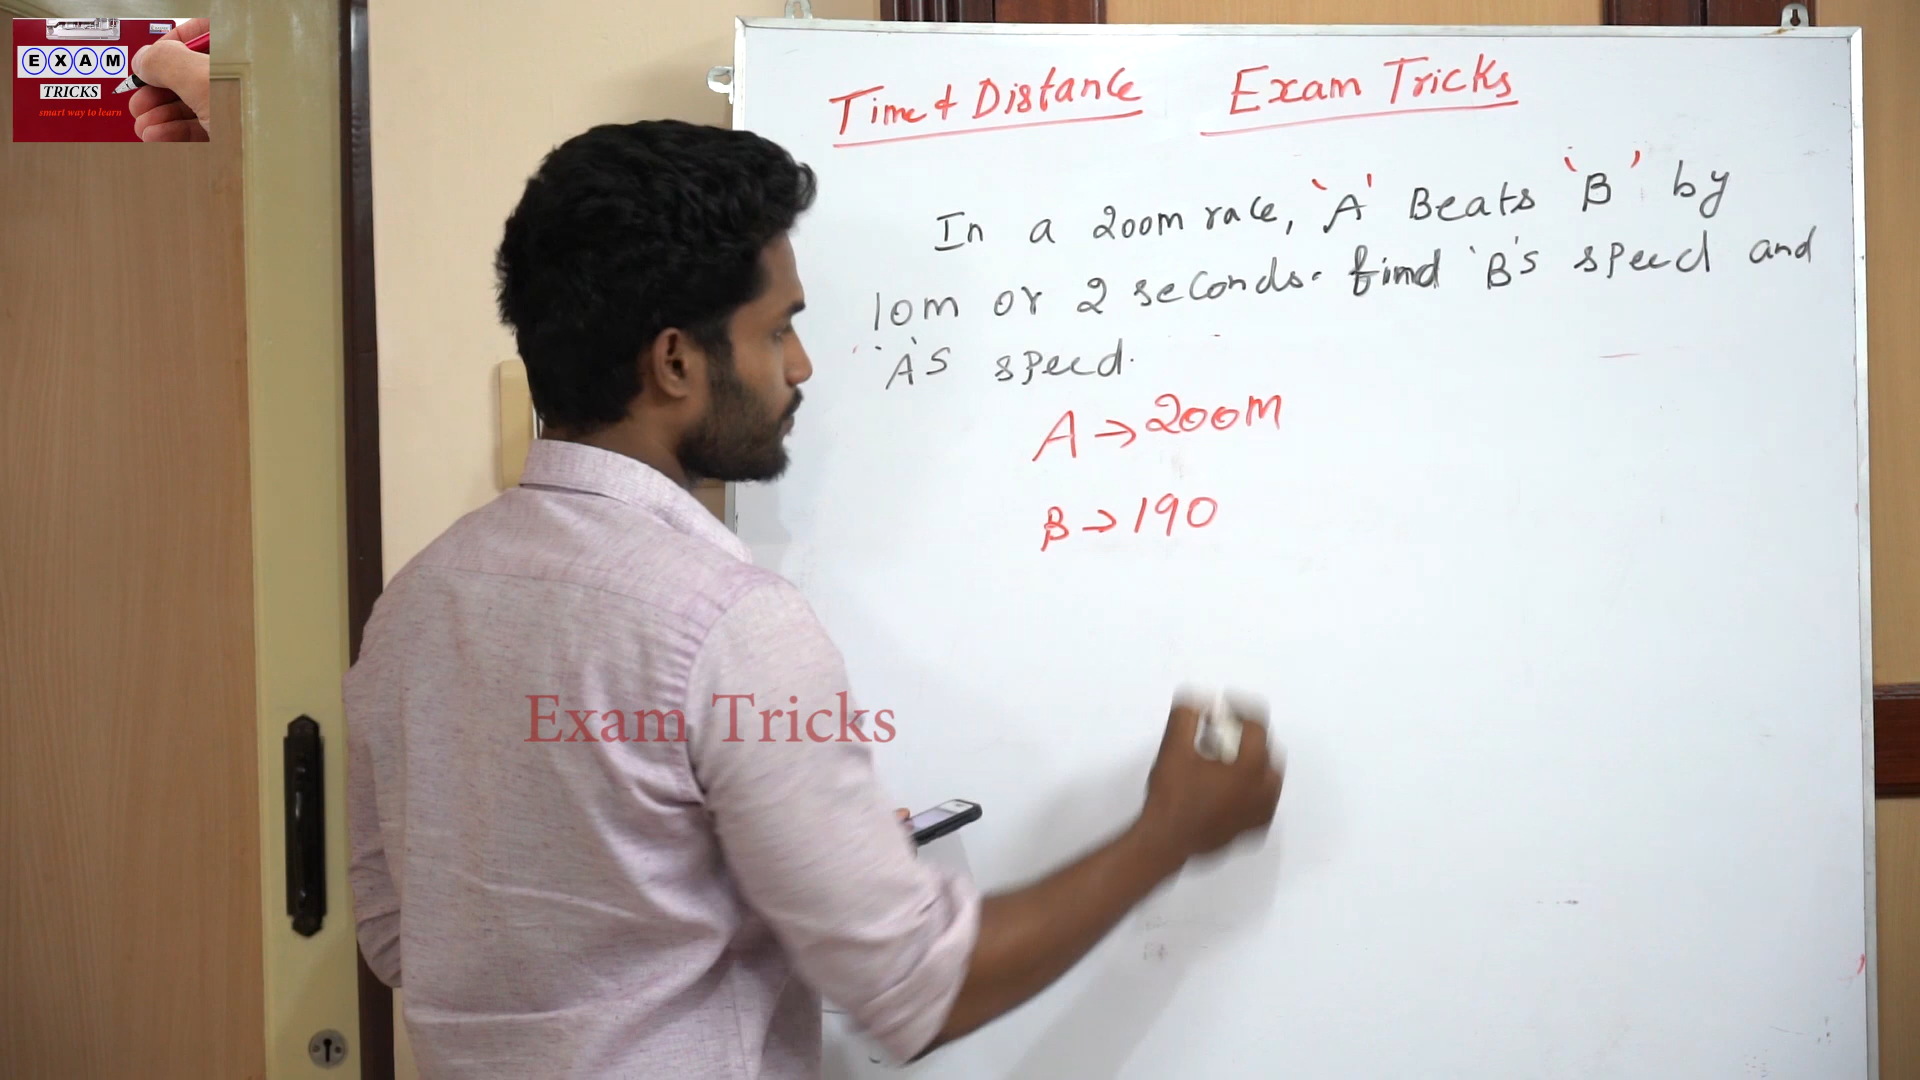 EXAM
TRICKS
smart way to learn
Time & Distance Exam Tricks
In a 200m race, 'A' Beats 'B' by
10m or 2 seconds. find 'B's speed and
'A's speed.
A → 200M
B → 190
Exam Tricks